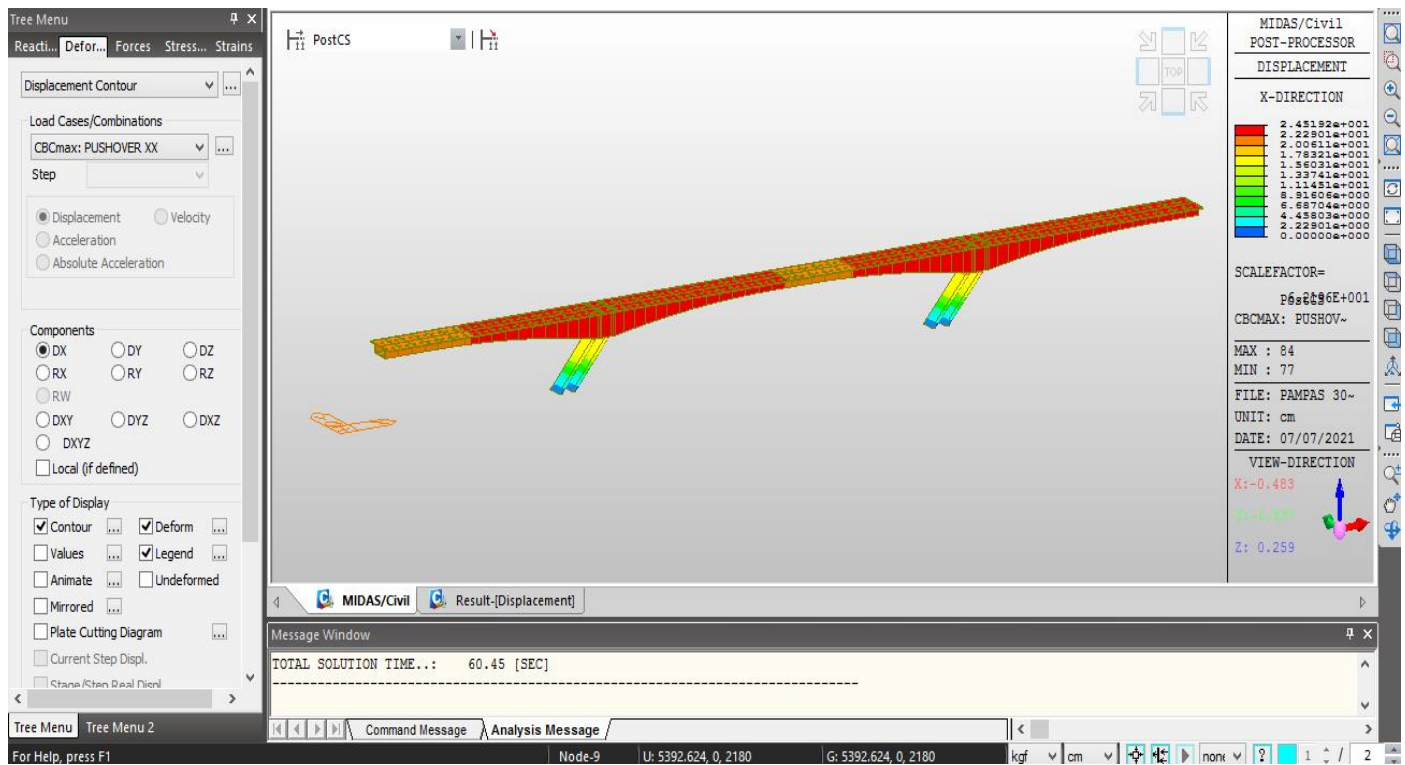 Tree Menu
Reacti... Defor... Forces Stress... Strains
Displacement Contour
...
Load Cases/Combinations
CBCmax: PUSHOVER XX
...
Step
Displacement Velocity
Acceleration
Absolute Acceleration
Components
DX DY DZ
RX RY RZ
RW
DXY DYZ DXZ
DXYZ
Local (if defined)
Type of Display
Contour ... Deform ...
Values ... Legend ...
Animate ... Undeformed
Mirrored ...
Plate Cutting Diagram ...
Current Step Displ.
Stage/Step Real Displ.
Tree Menu Tree Menu 2
PostCS
TOP
MIDAS/Civil
POST-PROCESSOR
DISPLACEMENT
X-DIRECTION
2.45192e+001
2.22901e+001
2.00611e+001
1.78321e+001
1.56031e+001
1.33741e+001
1.11451e+001
8.91606e+000
6.68704e+000
4.45803e+000
2.22901e+000
0.00000e+000
SCALEFACTOR=
PostCS
CBCMAX: PUSHOV~
MAX : 84
MIN : 77
FILE: PAMPAS 30~
UNIT: cm
DATE: 07/07/2021
VIEW-DIRECTION
X:-0.483
Z: 0.259
MIDAS/Civil Result-[Displacement]
Message Window
TOTAL SOLUTION TIME..: 60.45 [SEC]
--------------------------------------------------------------------------------
Command Message Analysis Message
For Help, press F1 Node-9 U: 5392.624, 0, 2180 G: 5392.624, 0, 2180 kgf cm none ? 1 / 2